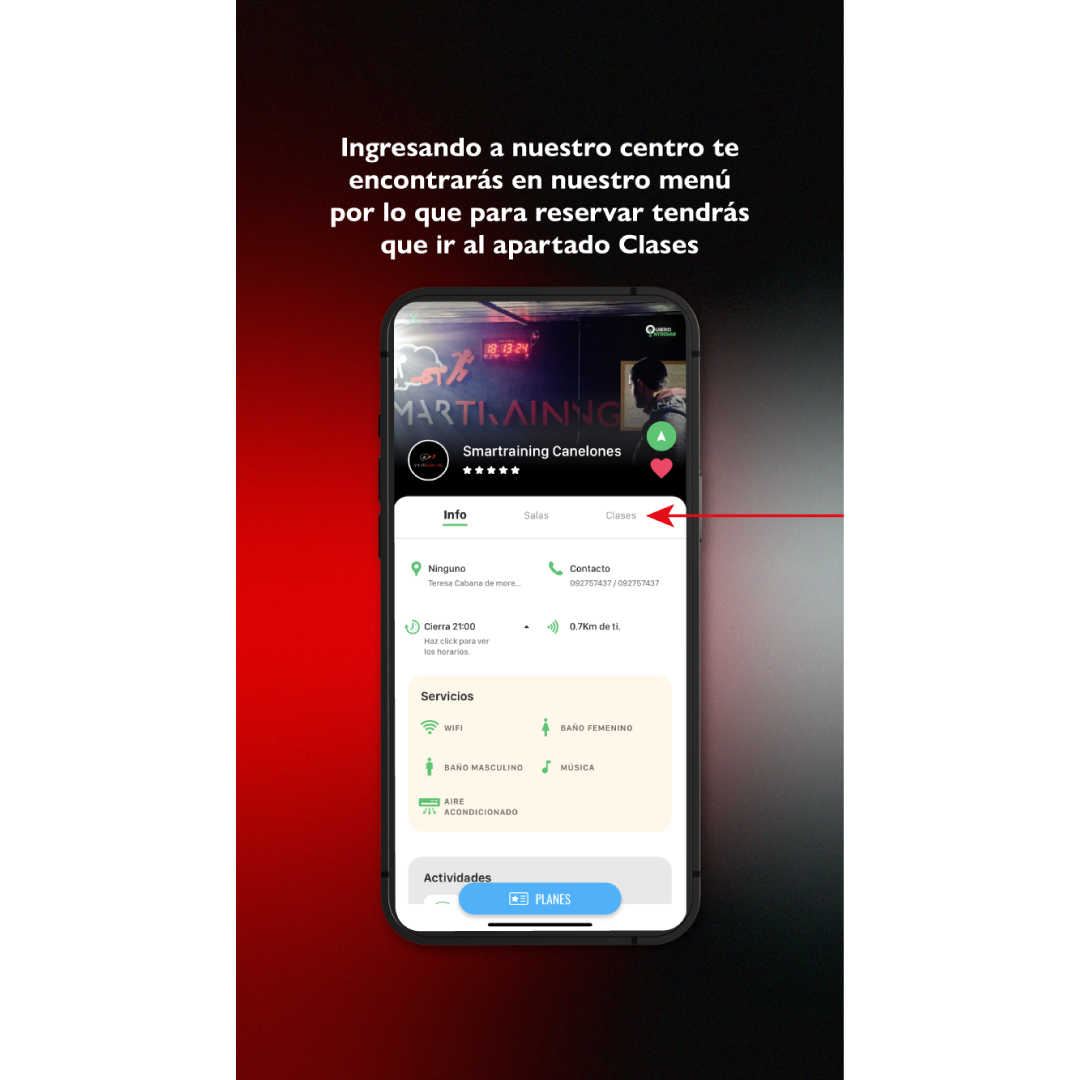 Ingresando a nuestro centro te
encontrarás en nuestro menú
por lo que para reservar tendrás
que ir al apartado Clases
QUIERO
ENTRENAR
18:13:24
MARTRAINNG
Smartraining Canelones
Info
Salas
Clases
Ninguno
Teresa Cabana de more...
Contacto
092757437 / 092757437
Cierra 21:00
Haz click para ver
los horarios.
0.7Km de ti.
Servicios
WIFI
BAÑO FEMENINO
BAÑO MASCULINO
MÚSICA
AIRE
ACONDICIONADO
Actividades
PLANES